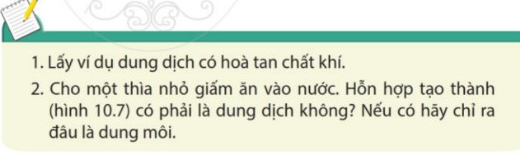 1. Lấy ví dụ dung dịch có hoà tan chất khí.
2. Cho một thìa nhỏ giấm ăn vào nước. Hỗn hợp tạo thành
(hình 10.7) có phải là dung dịch không? Nếu có hãy chỉ ra
đâu là dung môi.